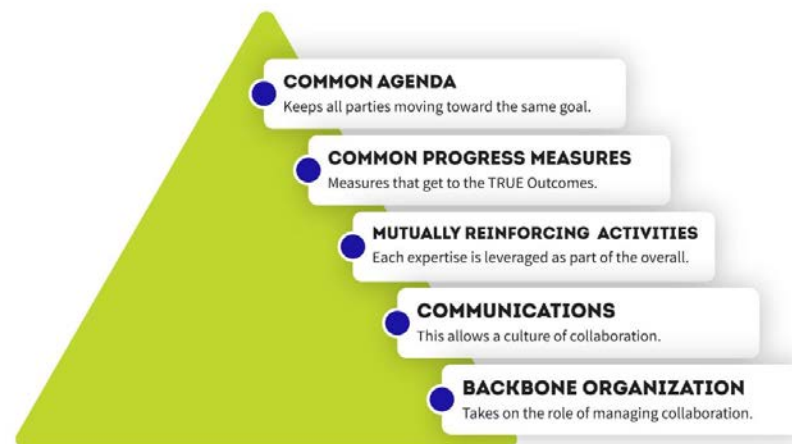 COMMON AGENDA
Keeps all parties moving toward the same goal.
COMMON PROGRESS MEASURES
Measures that get to the TRUE Outcomes.
MUTUALLY REINFORCING ACTIVITIES
Each expertise is leveraged as part of the overall.
COMMUNICATIONS
This allows a culture of collaboration.
BACKBONE ORGANIZATION
Takes on the role of managing collaboration.